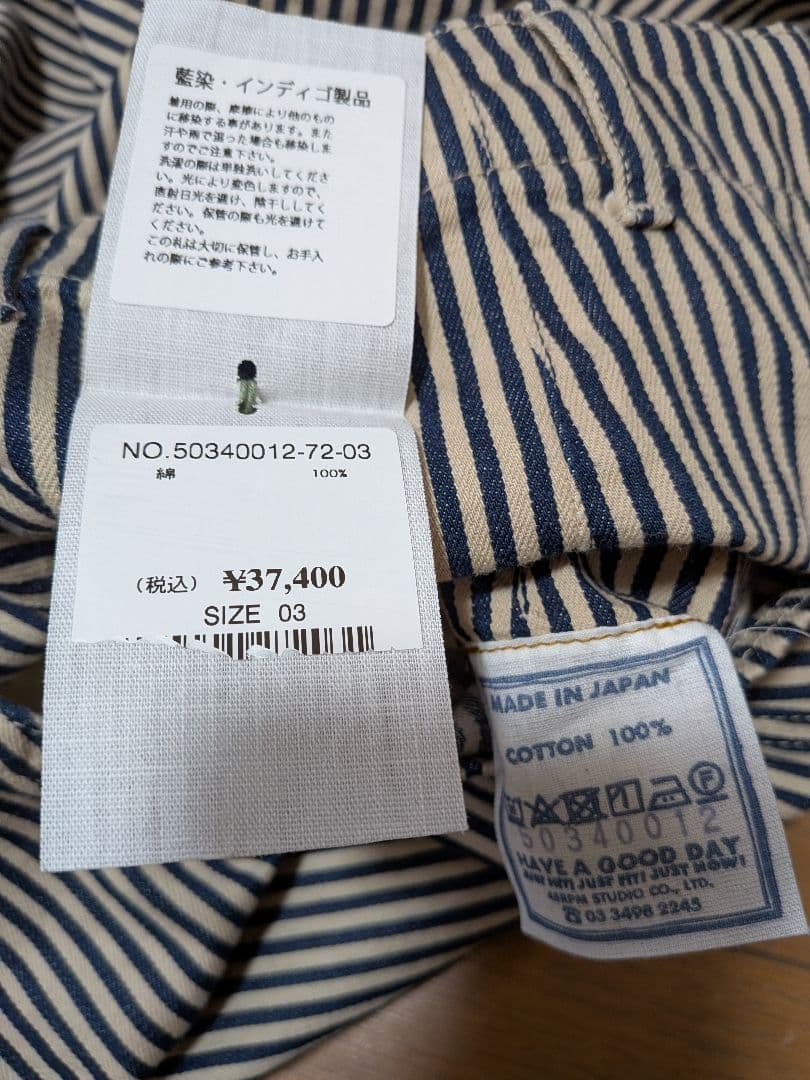 藍染・インディゴ製品
着用の際、摩擦により他のもの
に移染する事があります。また
汗や雨で湿った場合も移染しま
すのでご注意下さい。
洗濯の際は単独洗いしてくださ
い。光により変色しますので、
直射日光を避け、陰干ししてく
ださい。保管の際も光を避けて
ください。
この札は大切に保管し、お手入
れの際にご参考下さい。
NO.50340012-72-03
綿 100%
(税込) ¥37,400
SIZE 03
MADE IN JAPAN
COTTON 100%
50340012
HAVE A GOOD DAY
JUST FIT! JUST NOW!
45RPM STUDIO CO., LTD.
☎03 3498 2245